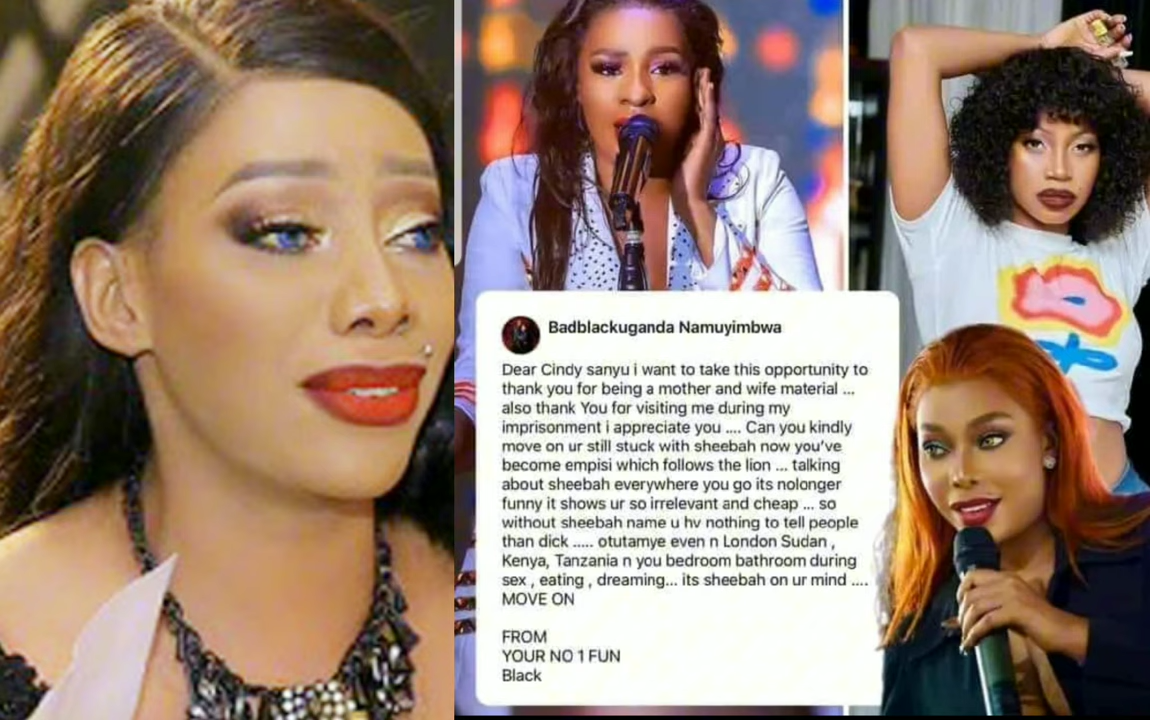 Badblackuganda Namuyimbwa
Dear Cindy sanyu i want to take this opportunity to
thank you for being a mother and wife material ...
also thank You for visiting me during my
imprisonment i appreciate you .... Can you kindly
move on ur still stuck with sheebah now you've
become empisi which follows the lion ... talking
about sheebah everywhere you go its nolonger
funny it shows ur so irrelevant and cheap ... so
without sheebah name u hv nothing to tell people
than dick ..... otutamye even n London Sudan ,
Kenya, Tanzania n you bedroom bathroom during
sex , eating , dreaming... its sheebah on ur mind ....
MOVE ON
FROM
YOUR NO 1 FUN
Black